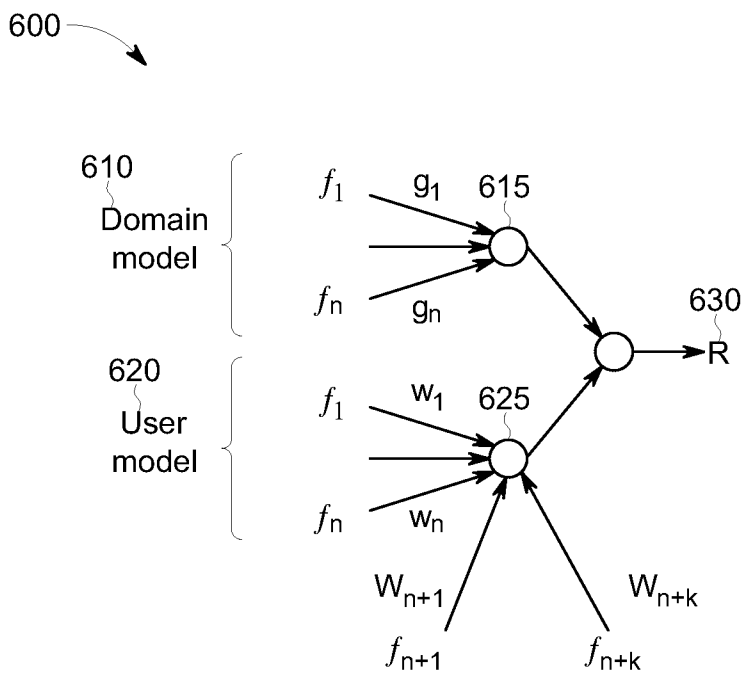 600
610
Domain
model
f1
g1
615
fn
gn
630
R
620
User
model
f1
w1
625
fn
wn
Wn+1
Wn+k
fn+1
fn+k